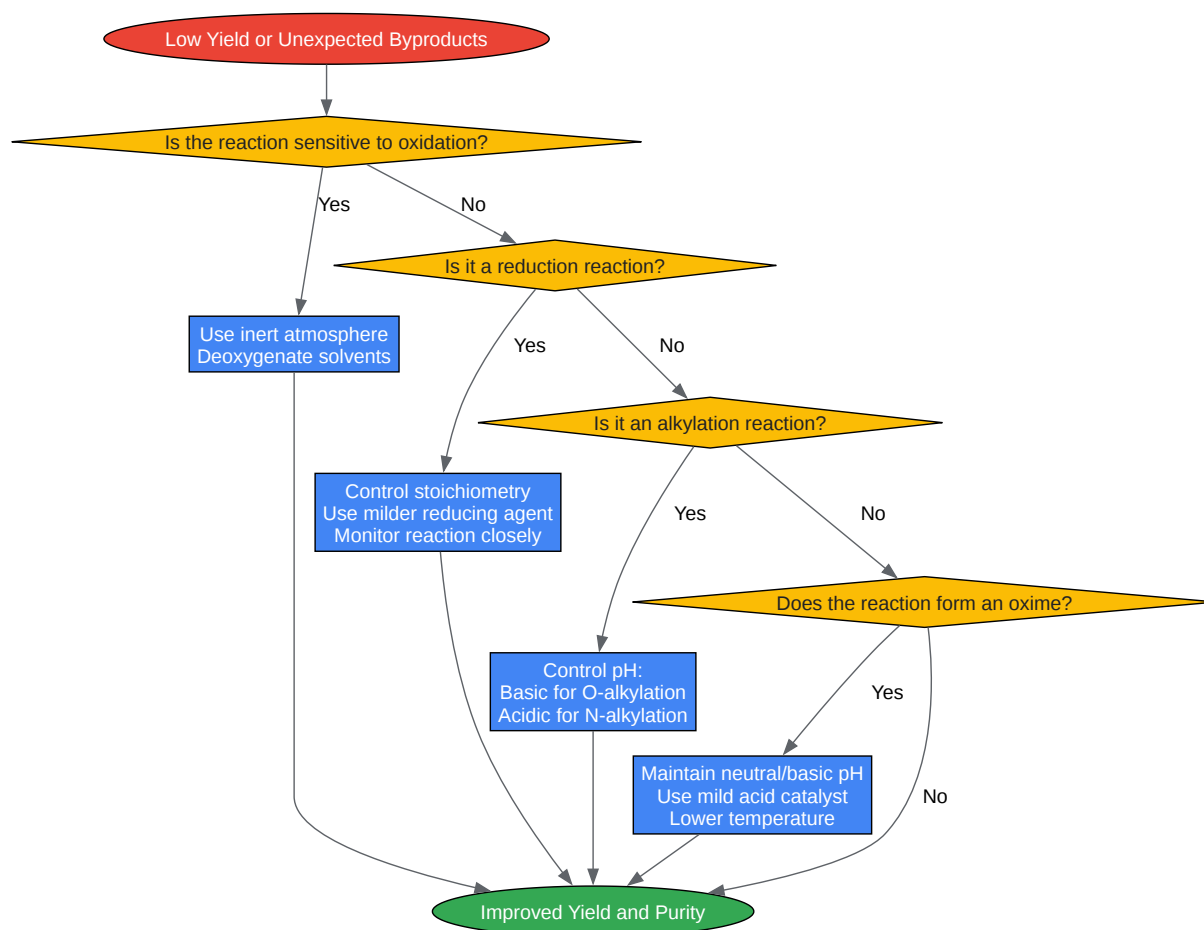 Low Yield or Unexpected Byproducts
Is the reaction sensitive to oxidation?
Yes
No
Is it a reduction reaction?
Use inert atmosphere
Deoxygenate solvents
Yes
No
Is it an alkylation reaction?
Control stoichiometry
Use milder reducing agent
Monitor reaction closely
Yes
No
Does the reaction form an oxime?
Control pH:
Basic for O-alkylation
Acidic for N-alkylation
Yes
No
Maintain neutral/basic pH
Use mild acid catalyst
Lower temperature
Improved Yield and Purity